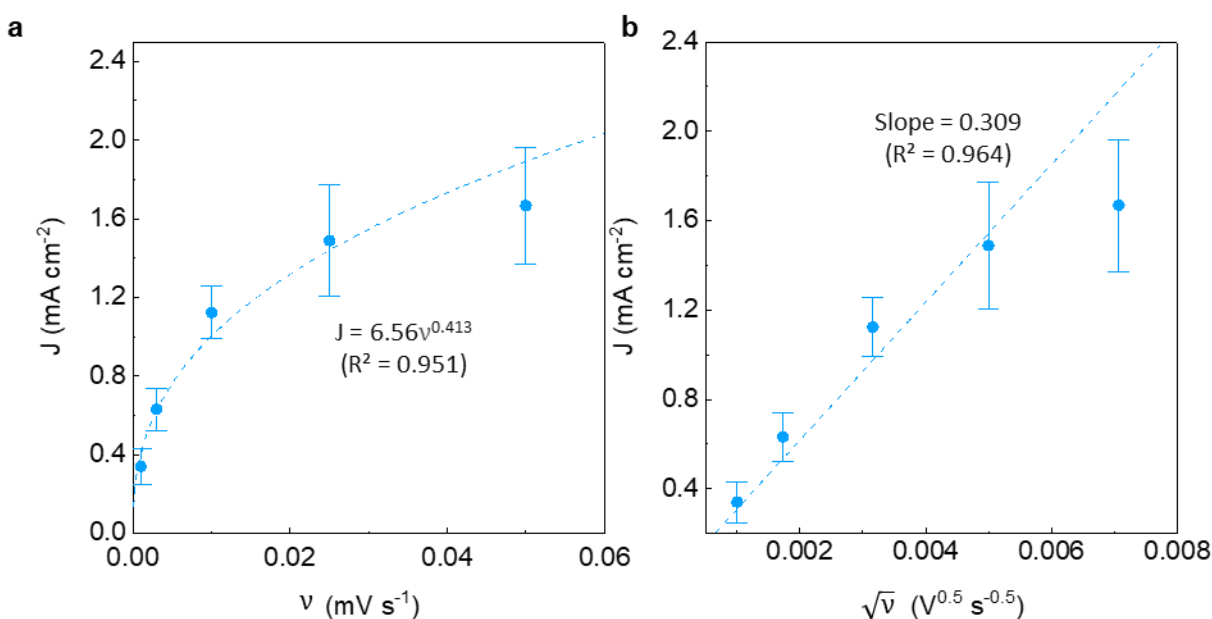 a
2.4
2.0
1.6
1.2
0.8
0.4
0.0
J (mA cm⁻²)
J = 6.56ν^0.413
(R² = 0.951)
0.00
0.02
0.04
0.06
ν (mV s⁻¹)
b
2.4
2.0
1.6
1.2
0.8
0.4
J (mA cm⁻²)
Slope = 0.309
(R² = 0.964)
0.002
0.004
0.006
0.008
√ν (V^0.5 s^-0.5)